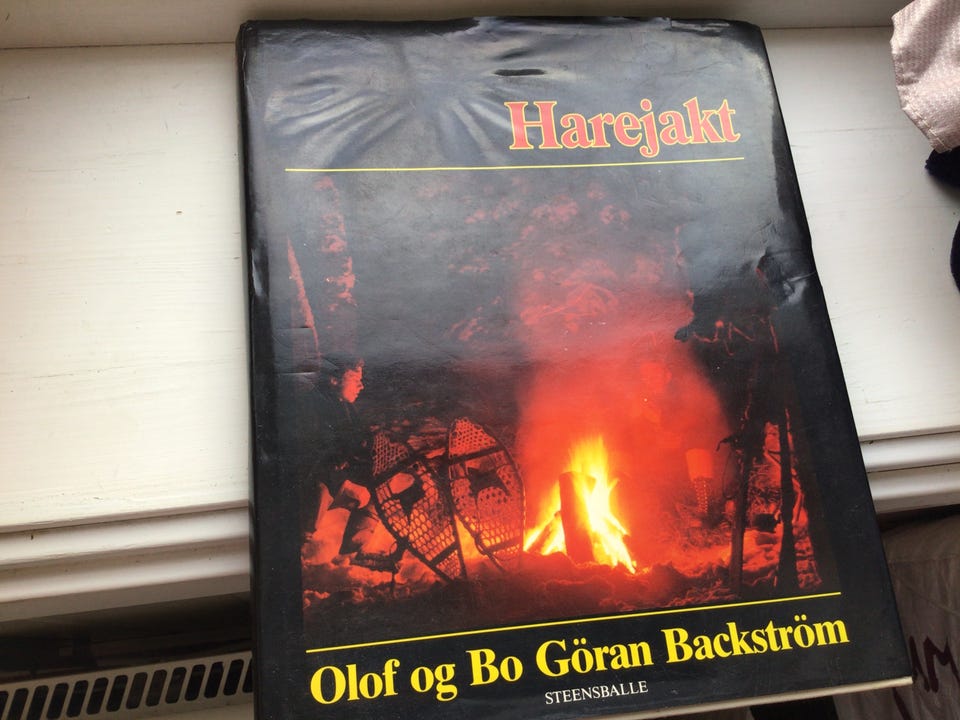 Harejakt
Olof og Bo Göran Backström
STEENSBALLE